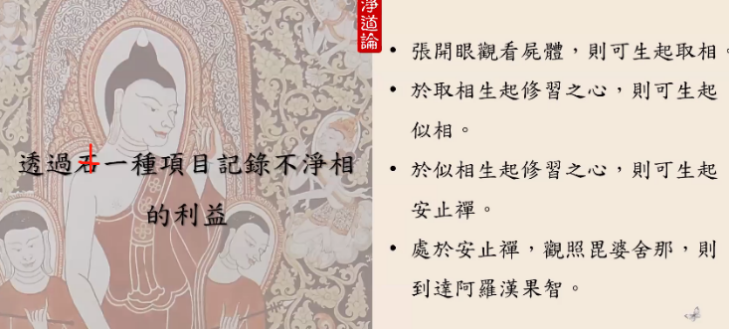 淨道論
透過一種項目記錄不淨相
的利益
• 張開眼觀看屍體，則可生起取相。
• 於取相生起修習之心，則可生起
似相。
• 於似相生起修習之心，則可生起
安止禪。
• 處於安止禪，觀照毘婆舍那，則
到達阿羅漢果智。